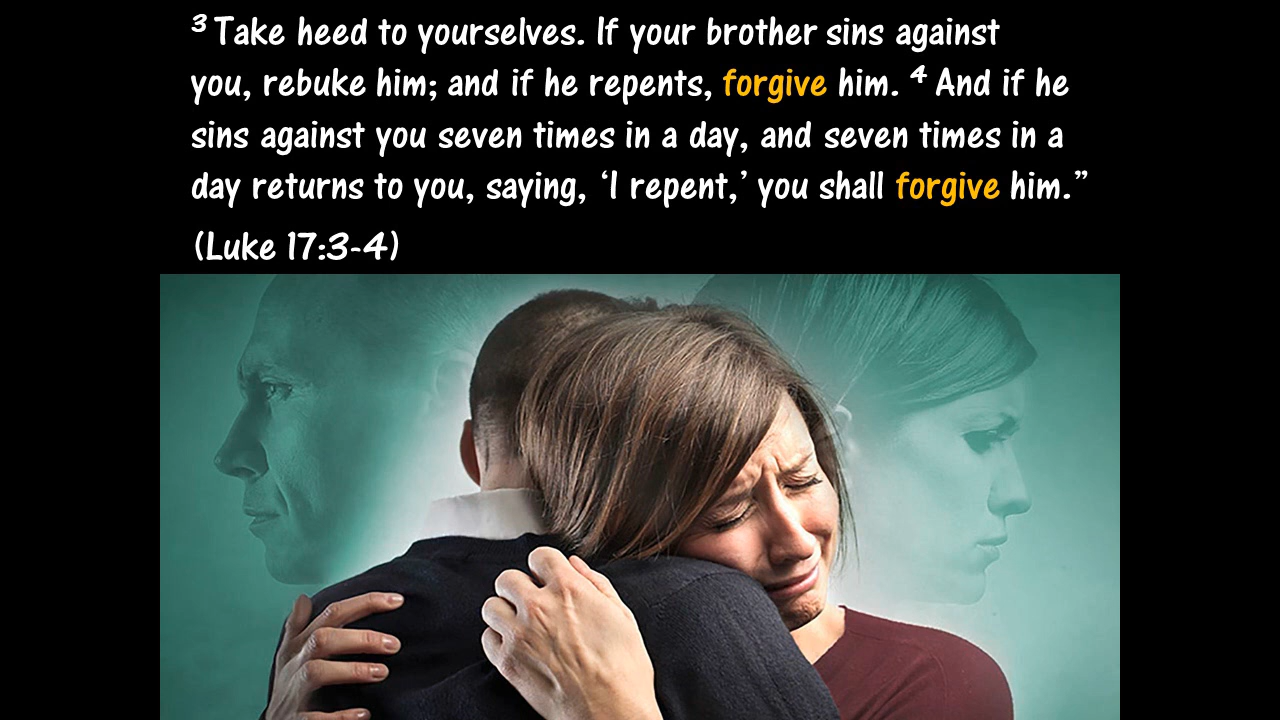 ³ Take heed to yourselves. If your brother sins against
you, rebuke him; and if he repents, forgive him. ⁴ And if he
sins against you seven times in a day, and seven times in a
day returns to you, saying, ‘I repent,’ you shall forgive him.”
(Luke 17:3-4)